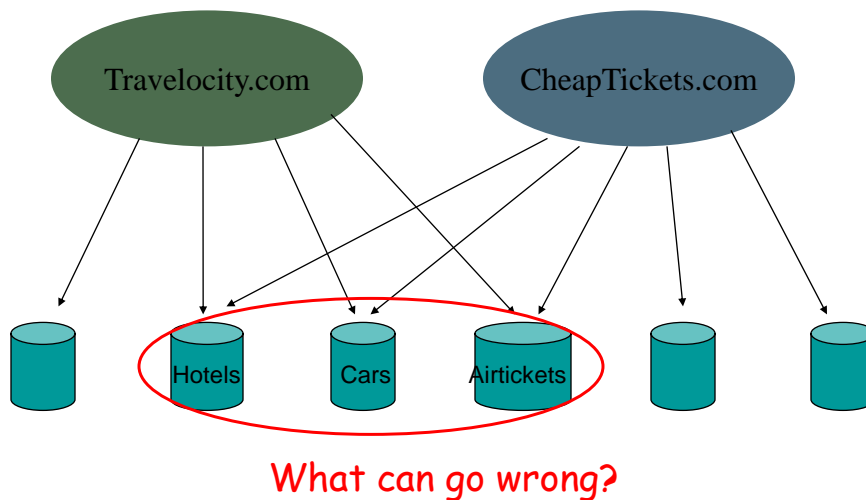 Travelocity.com
CheapTickets.com
Hotels
Cars
Airtickets
What can go wrong?